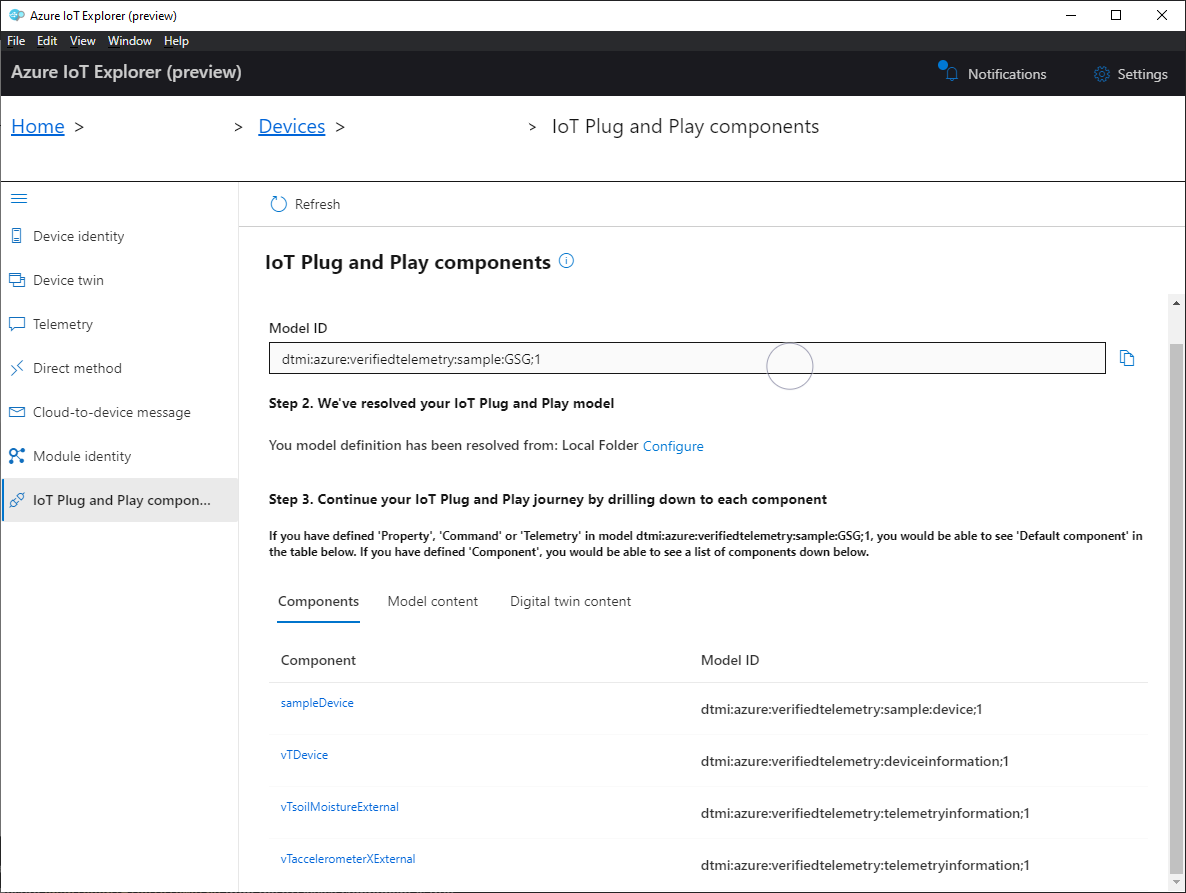 Azure IoT Explorer (preview)
File Edit View Window Help
Azure IoT Explorer (preview)
Notifications
Settings
Home > > Devices > > IoT Plug and Play components
Refresh
Device identity
Device twin
Telemetry
Direct method
Cloud-to-device message
Module identity
IoT Plug and Play compon...
IoT Plug and Play components
Model ID
dtmi:azure:verifiedtelemetry:sample:GSG;1
Step 2. We've resolved your IoT Plug and Play model
You model definition has been resolved from: Local Folder Configure
Step 3. Continue your IoT Plug and Play journey by drilling down to each component
If you have defined 'Property', 'Command' or 'Telemetry' in model dtmi:azure:verifiedtelemetry:sample:GSG;1, you would be able to see 'Default component' in
the table below. If you have defined 'Component', you would be able to see a list of components down below.
Components Model content Digital twin content
Component Model ID
sampleDevice dtmi:azure:verifiedtelemetry:sample:device;1
vTDevice dtmi:azure:verifiedtelemetry:deviceinformation;1
vTsoilMoistureExternal dtmi:azure:verifiedtelemetry:telemetryinformation;1
vTaccelerometerXExternal dtmi:azure:verifiedtelemetry:telemetryinformation;1